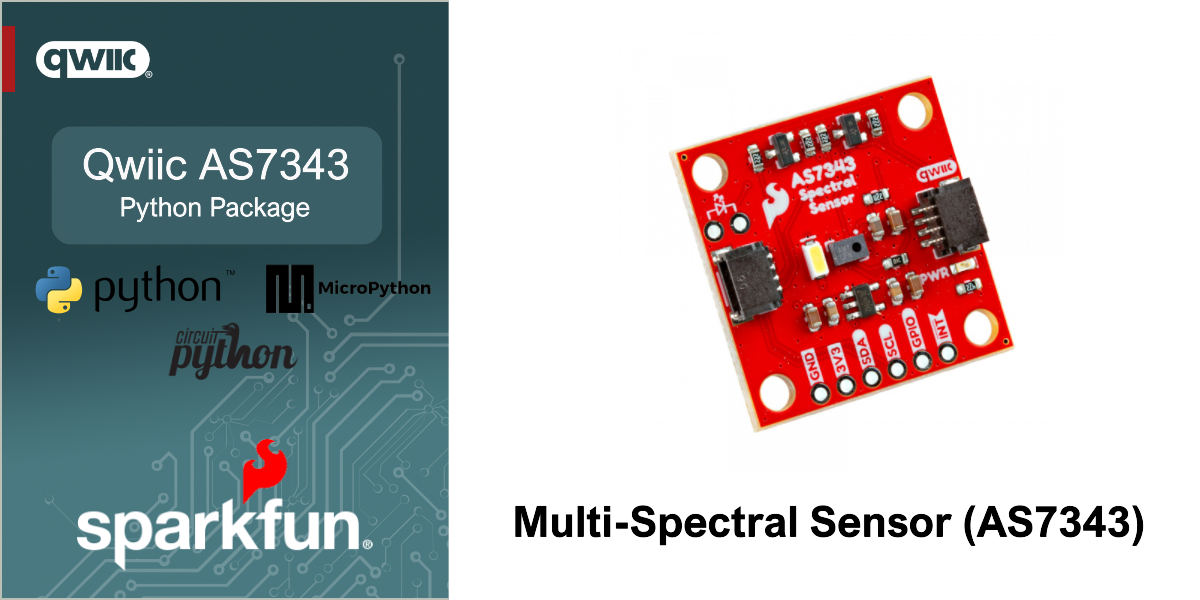 qwiic®
Qwiic AS7343
Python Package
python™
MicroPython
circuit
python
sparkfun®
AS7343
Spectral
Sensor
qwiic
PWR
GND
3V3
SDA
SCL
GPIO
INT
Multi-Spectral Sensor (AS7343)